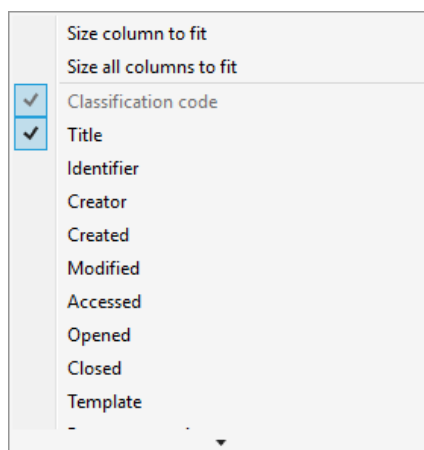 Size column to fit
Size all columns to fit
Classification code
Title
Identifier
Creator
Created
Modified
Accessed
Opened
Closed
Template